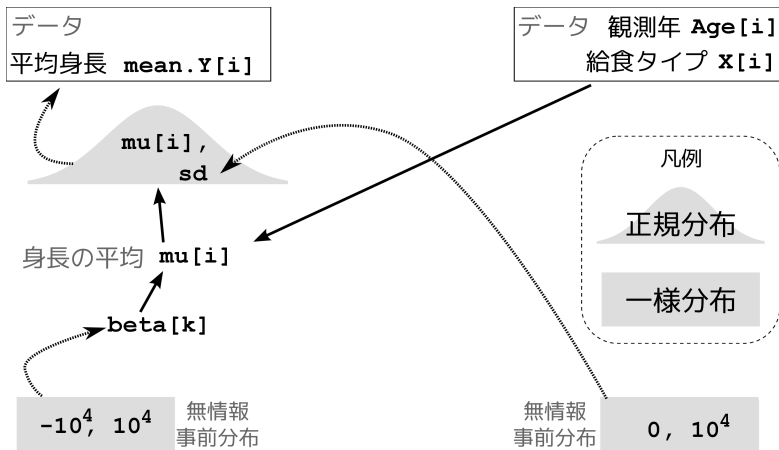 データ
平均身長 mean.Y[i]
データ 観測年 Age[i]
給食タイプ X[i]
mu[i],
sd
凡例
正規分布
一様分布
身長の平均 mu[i]
beta[k]
-10⁴, 10⁴
無情報
事前分布
無情報
事前分布
0, 10⁴